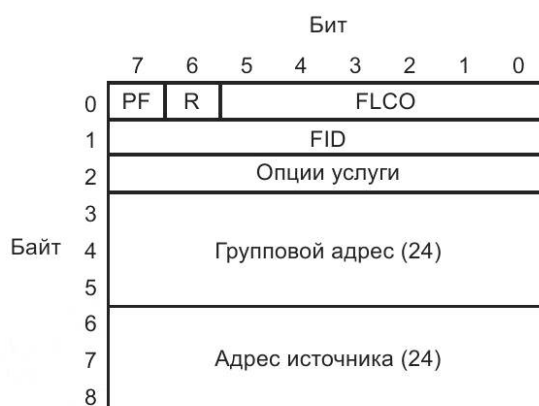 Бит
7 6 5 4 3 2 1 0
0 PF R FLCO
1 FID
2 Опции услуги
3
Байт 4 Групповой адрес (24)
5
6
7 Адрес источника (24)
8